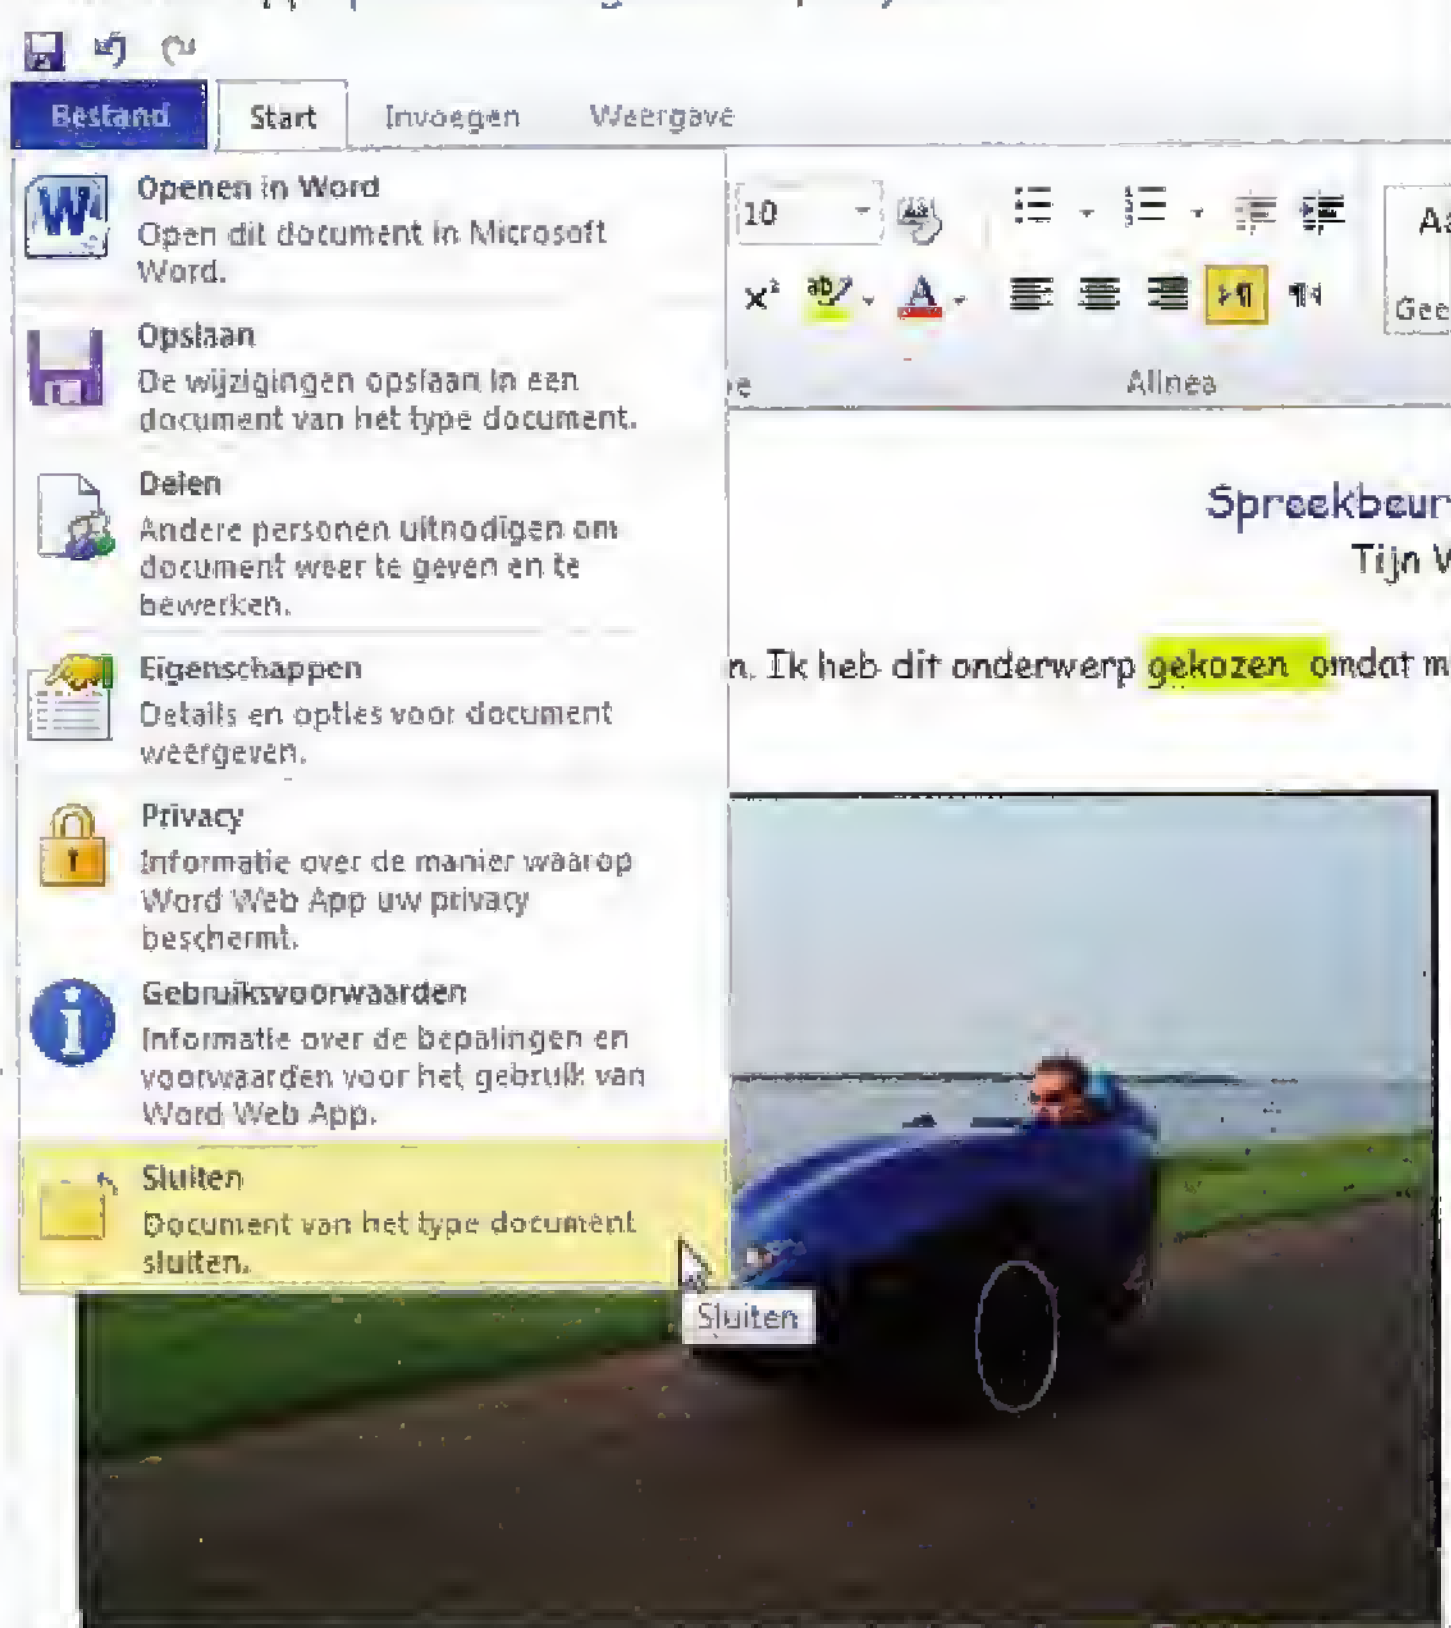 Bestand Start Invoegen Weergave
Openen in Word
Open dit document in Microsoft
Word.
Opslaan
De wijzigingen opslaan in een
document van het type document.
Delen
Andere personen uitnodigen om
document weer te geven en te
bewerken.
Eigenschappen
Details en opties voor document
weergeven.
Privacy
Informatie over de manier waarop
Word Web App uw privacy
beschermt.
Gebruiksvoorwaarden
Informatie over de bepalingen en
voorwaarden voor het gebruik van
Word Web App.
Sluiten
Document van het type document
sluiten.
Sluiten
10
Alinea
Spreekbeur
Tijn V
n. Ik heb dit onderwerp gekozen omdat m